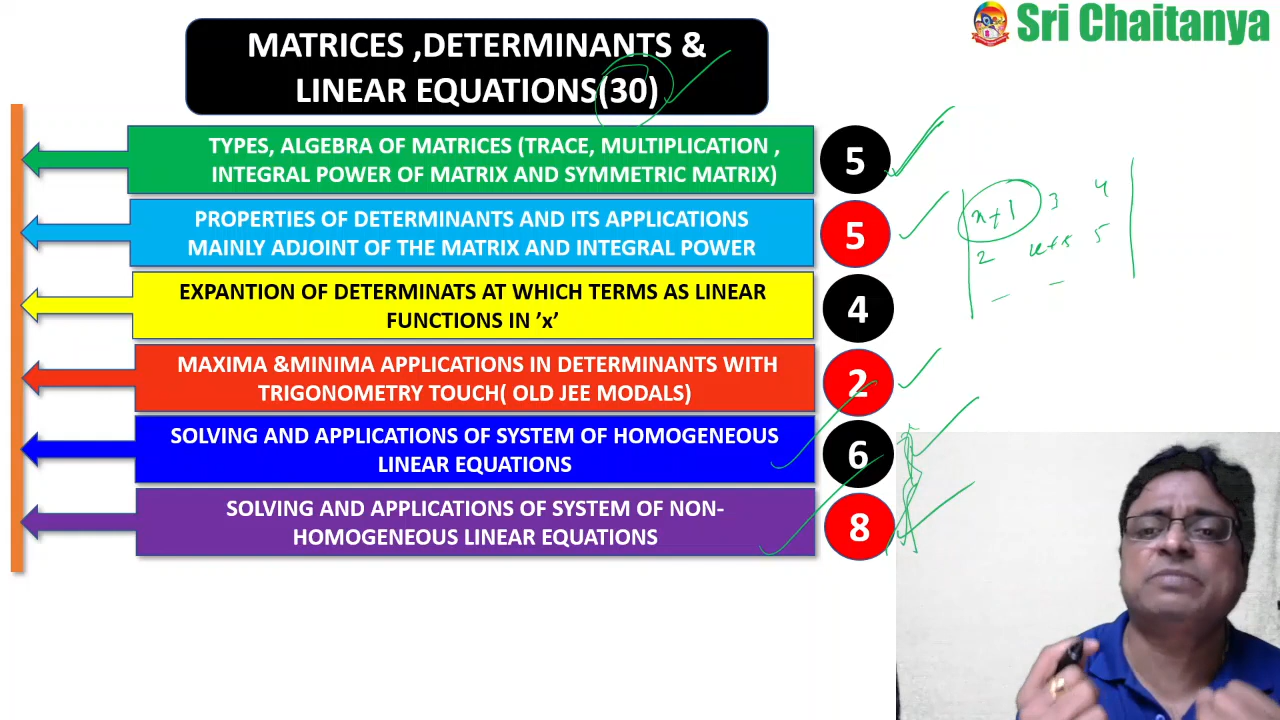 Sri Chaitanya
MATRICES ,DETERMINANTS &
LINEAR EQUATIONS(30)
TYPES, ALGEBRA OF MATRICES (TRACE, MULTIPLICATION ,
INTEGRAL POWER OF MATRIX AND SYMMETRIC MATRIX)
5
PROPERTIES OF DETERMINANTS AND ITS APPLICATIONS
MAINLY ADJOINT OF THE MATRIX AND INTEGRAL POWER
5
EXPANTION OF DETERMINATS AT WHICH TERMS AS LINEAR
FUNCTIONS IN ’x’
4
MAXIMA &MINIMA APPLICATIONS IN DETERMINANTS WITH
TRIGONOMETRY TOUCH( OLD JEE MODALS)
2
SOLVING AND APPLICATIONS OF SYSTEM OF HOMOGENEOUS
LINEAR EQUATIONS
6
SOLVING AND APPLICATIONS OF SYSTEM OF NON-
HOMOGENEOUS LINEAR EQUATIONS
8
x+1 3 4
2 5